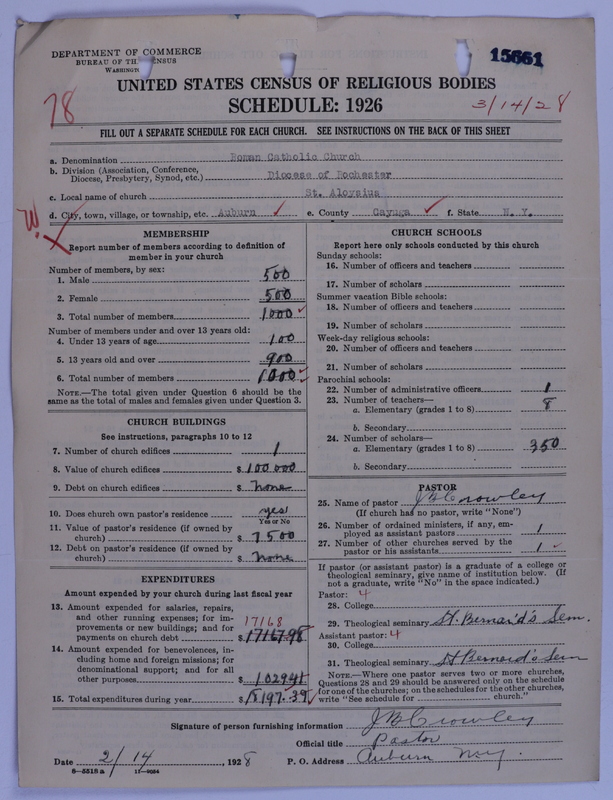 DEPARTMENT OF COMMERCE
BUREAU OF THE CENSUS
WASHINGTON
15661
UNITED STATES CENSUS OF RELIGIOUS BODIES
78
SCHEDULE: 1926
3/14/28
FILL OUT A SEPARATE SCHEDULE FOR EACH CHURCH. SEE INSTRUCTIONS ON THE BACK OF THIS SHEET
a. Denomination Roman Catholic Church
b. Division (Association, Conference, Diocese, Presbytery, Synod, etc.) Diocese of Rochester
c. Local name of church St. Aloysius
d. City, town, village, or township, etc. Auburn ✓ e. County Cayuga ✓ f. State N. Y.
W.
MEMBERSHIP
Report number of members according to definition of
member in your church
Number of members, by sex:
1. Male 500
2. Female 500
3. Total number of members 1000 ✓
Number of members under and over 13 years old:
4. Under 13 years of age 100
5. 13 years old and over 900
6. Total number of members 1000 ✓
NOTE.—The total given under Question 6 should be
same as the total of males and females given under Question 3.
CHURCH BUILDINGS
See instructions, paragraphs 10 to 12
7. Number of church edifices 1
8. Value of church edifices $ 100 000
9. Debt on church edifices $ none
10. Does church own pastor's residence yes
Yes or No
11. Value of pastor's residence (if owned by
church) $ 7500
12. Debt on pastor's residence (if owned by
church) $ none
EXPENDITURES
Amount expended by your church during last fiscal year
13. Amount expended for salaries, repairs,
and other running expenses; for im-
provements or new buildings; and for 17168
payments on church debt $ 17167.98
14. Amount expended for benevolences, in-
cluding home and foreign missions; for
denominational support; and for all
other purposes $ 1029 41
15. Total expenditures during year $ 18197.39 ✓
CHURCH SCHOOLS
Report here only schools conducted by this church
Sunday schools:
16. Number of officers and teachers
17. Number of scholars
Summer vacation Bible schools:
18. Number of officers and teachers
19. Number of scholars
Week-day religious schools:
20. Number of officers and teachers
21. Number of scholars
Parochial schools:
22. Number of administrative officers 1
23. Number of teachers—
a. Elementary (grades 1 to 8) 8
b. Secondary
24. Number of scholars—
a. Elementary (grades 1 to 8) 350
b. Secondary
PASTOR
25. Name of pastor J B Crowley
(If church has no pastor, write "None")
26. Number of ordained ministers, if any, em-
ployed as assistant pastors 1
27. Number of other churches served by the
pastor or his assistants 1 ✓
If pastor (or assistant pastor) is a graduate of a college or
theological seminary, give name of institution below. (If
not a graduate, write "No" in the space indicated.)
Pastor: 4
28. College
29. Theological seminary St. Bernard's Sem.
Assistant pastor: 4
30. College
31. Theological seminary St Bernard's Sem
NOTE.—Where one pastor serves two or more churches,
Questions 28 and 29 should be answered only on the schedule
for one of the churches; on the schedules for the other churches,
write "See schedule for church."
Signature of person furnishing information J B Crowley
Official title Pastor
Date 2/14, 1928 P. O. Address Auburn N.Y.
8—5518 a 11—9024